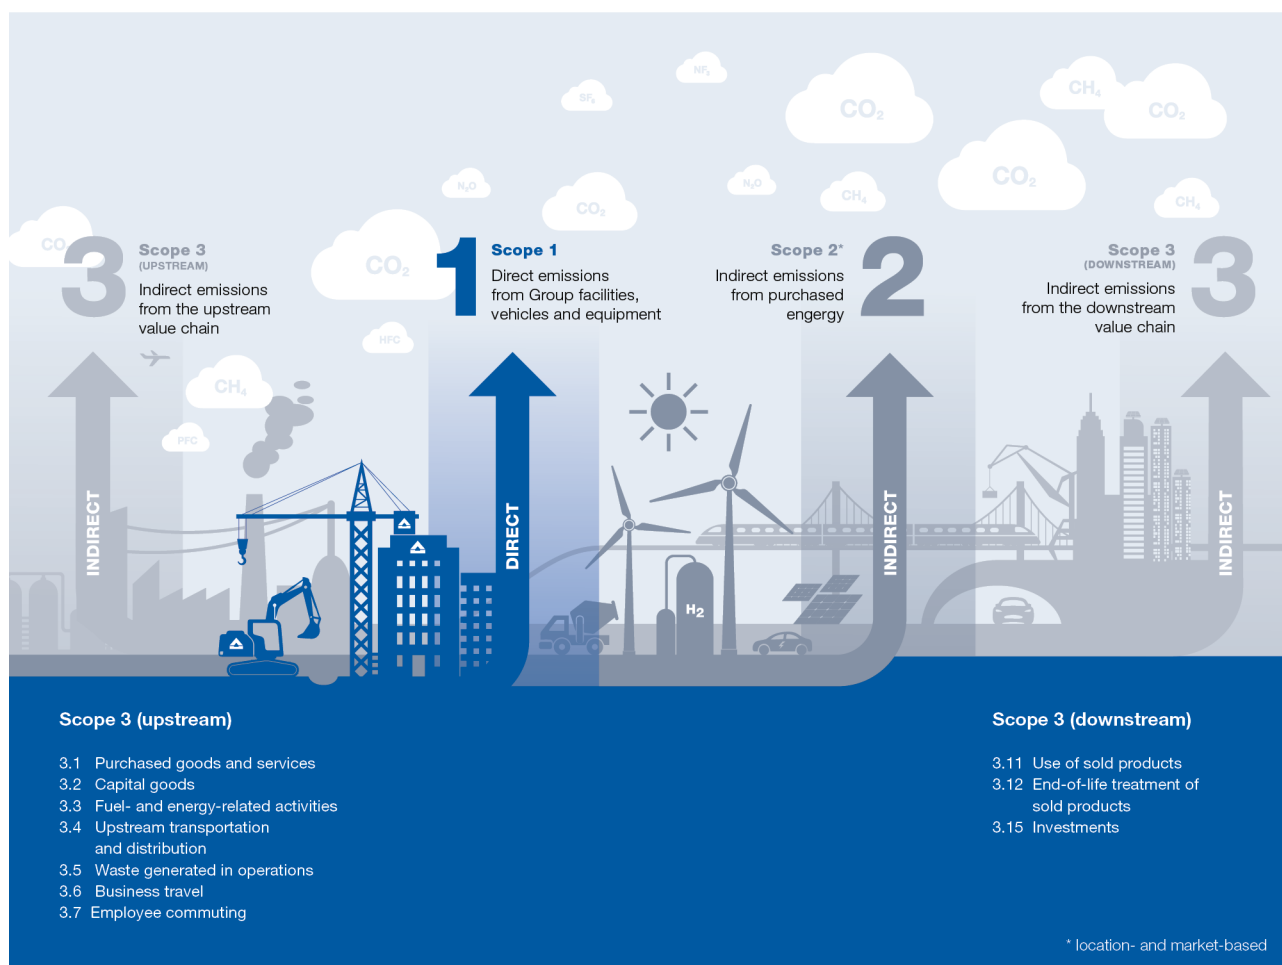 NF₃
SF₆
CO₂
CH₄
CO₂
N₂O
CO₂
N₂O
CH₄
CO₂
CH₄
CO
3
Scope 3
(UPSTREAM)
Indirect emissions
from the upstream
value chain
CO₂
1
Scope 1
Direct emissions
from Group facilities,
vehicles and equipment
Scope 2*
Indirect emissions
from purchased
engergy
2
Scope 3
(DOWNSTREAM)
Indirect emissions
from the downstream
value chain
3
HFC
CH₄
PFC
INDIRECT
DIRECT
INDIRECT
INDIRECT
H2
Scope 3 (upstream)
3.1 Purchased goods and services
3.2 Capital goods
3.3 Fuel- and energy-related activities
3.4 Upstream transportation
and distribution
3.5 Waste generated in operations
3.6 Business travel
3.7 Employee commuting
Scope 3 (downstream)
3.11 Use of sold products
3.12 End-of-life treatment of
sold products
3.15 Investments
* location- and market-based